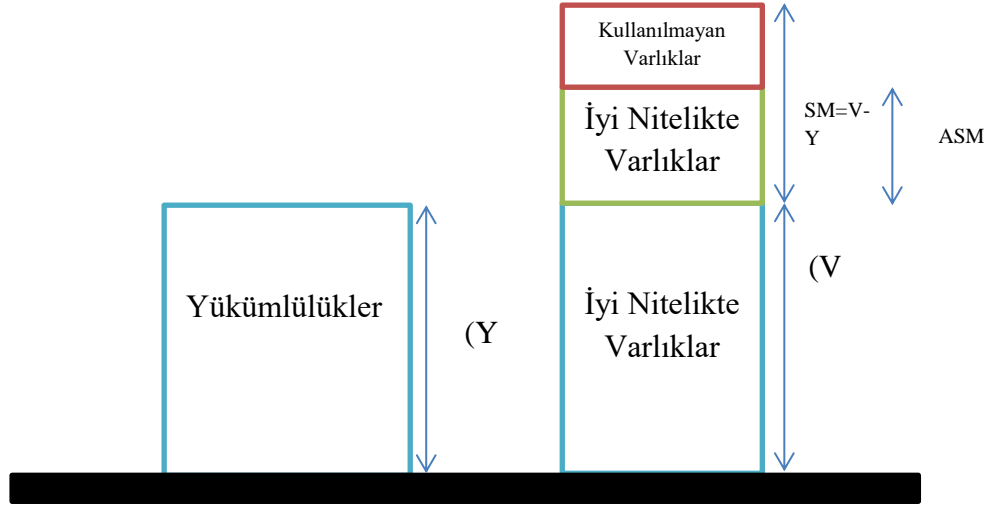 Kullanılmayan
Varlıklar
İyi Nitelikte
Varlıklar
SM=V-
Y
ASM
Yükümlülükler
(Y
İyi Nitelikte
Varlıklar
(V